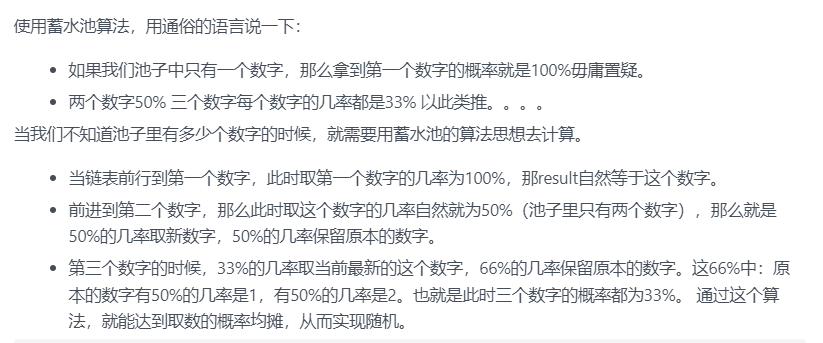 使用蓄水池算法，用通俗的语言说一下：
如果我们池子中只有一个数字，那么拿到第一个数字的概率就是100%毋庸置疑。
两个数字50% 三个数字每个数字的几率都是33% 以此类推。。。。
当我们不知道池子里有多少个数字的时候，就需要用蓄水池的算法思想去计算。
当链表前行到第一个数字，此时取第一个数字的几率为100%，那result自然等于这个数字。
前进到第二个数字，那么此时取这个数字的几率自然就为50%（池子里只有两个数字），那么就是
50%的几率取新数字，50%的几率保留原本的数字。
第三个数字的时候，33%的几率取当前最新的这个数字，66%的几率保留原本的数字。这66%中：原
本的数字有50%的几率是1，有50%的几率是2。也就是此时三个数字的概率都为33%。 通过这个算
法，就能达到取数的概率均摊，从而实现随机。